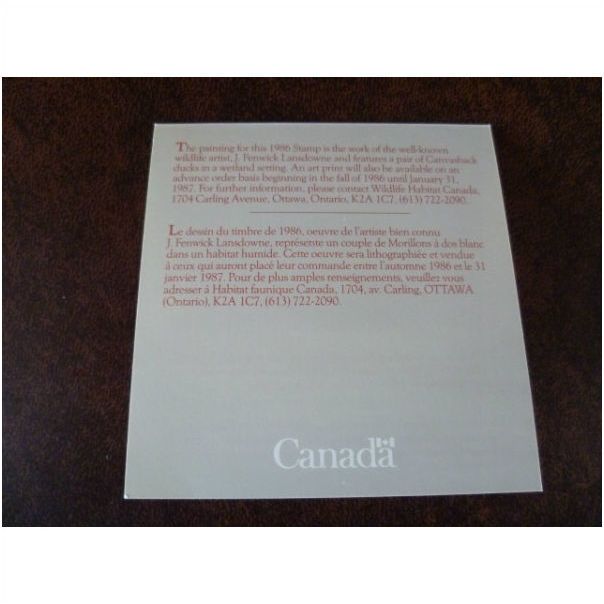 The painting for this 1986 Stamp is the work of the well-known
wildlife artist, J. Fenwick Lansdowne and features a pair of Canvasback
ducks in a wetland setting. An art print will also be available on an
advance order basis beginning in the fall of 1986 until January 31,
1987. For further information, please contact Wildlife Habitat Canada,
1704 Carling Avenue, Ottawa, Ontario, K2A 1C7, (613) 722-2090.
Le dessin du timbre de 1986, oeuvre de l'artiste bien connu
J. Fenwick Lansdowne, représente un couple de Morillons à dos blanc
dans un habitat humide. Cette oeuvre sera lithographiée et vendue
à ceux qui auront placé leur commande entre l'automne 1986 et le 31
janvier 1987. Pour de plus amples renseignements, veuillez vous
adresser à Habitat faunique Canada, 1704, av. Carling, OTTAWA
(Ontario), K2A 1C7, (613) 722-2090.
Canada